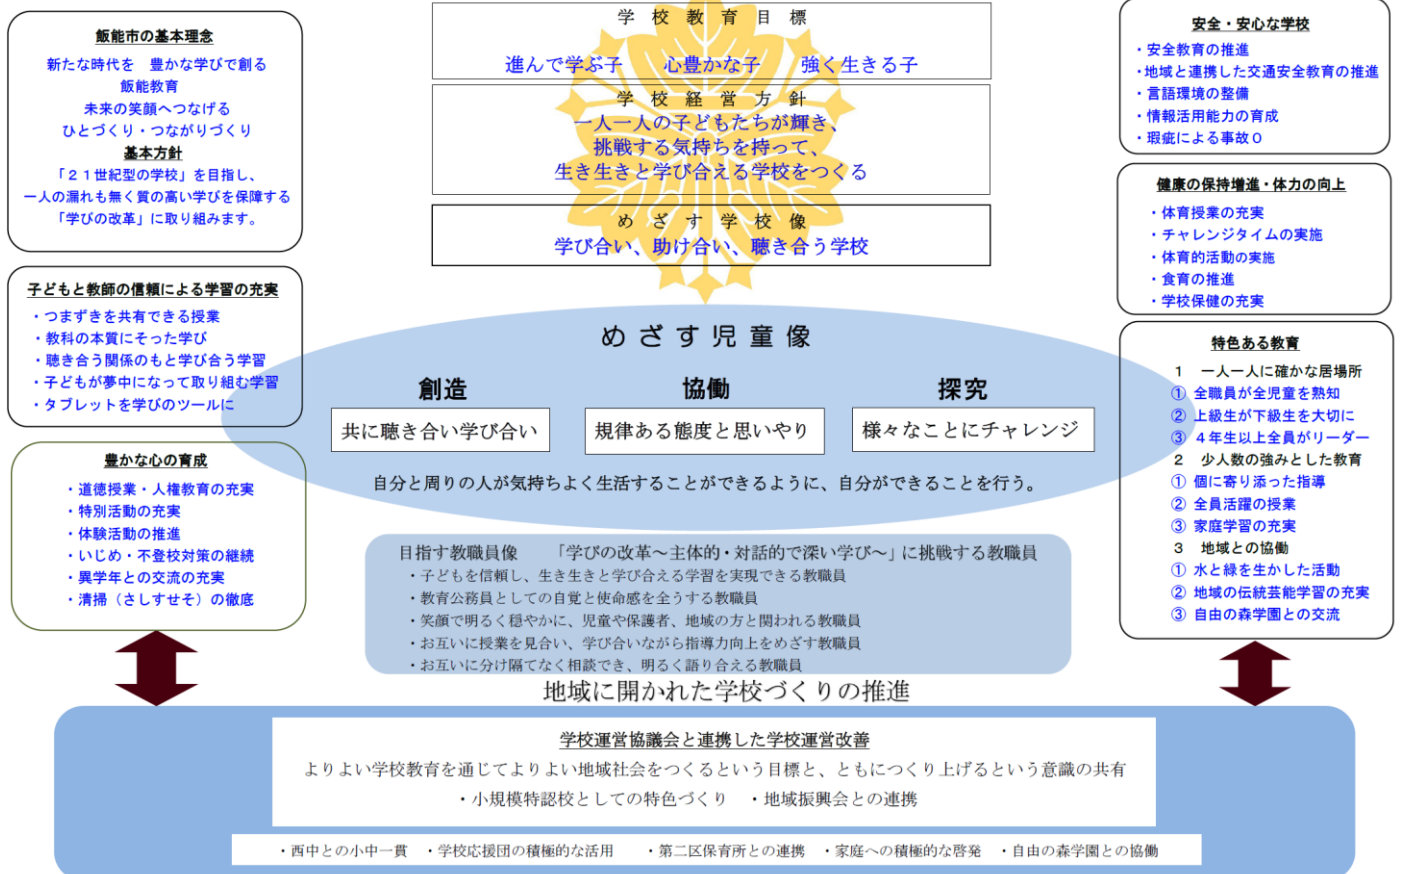 学校教育目標
進んで学ぶ子　心豊かな子　強く生きる子
学校経営方針
一人一人の子どもたちが輝き、
挑戦する気持ちを持って、
生き生きと学び合える学校をつくる
めざす学校像
学び合い、助け合い、聴き合う学校
飯能市の基本理念
新たな時代を　豊かな学びで創る
飯能教育
未来の笑顔へつなげる
ひとづくり・つながりづくり
基本方針
「２１世紀型の学校」を目指し、
一人の漏れも無く質の高い学びを保障する
「学びの改革」に取り組みます。
子どもと教師の信頼による学習の充実
・つまずきを共有できる授業
・教科の本質にそった学び
・聴き合う関係のもと学び合う学習
・子どもが夢中になって取り組む学習
・タブレットを学びのツールに
豊かな心の育成
・道徳授業・人権教育の充実
・特別活動の充実
・体験活動の推進
・いじめ・不登校対策の継続
・異学年との交流の充実
・清掃（さしすせそ）の徹底
めざす児童像
創造　協働　探究
共に聴き合い学び合い　規律ある態度と思いやり　様々なことにチャレンジ
自分と周りの人が気持ちよく生活することができるように、自分ができることを行う。
目指す教職員像　「学びの改革～主体的・対話的で深い学び～」に挑戦する教職員
・子どもを信頼し、生き生きと学び合える学習を実現できる教職員
・教育公務員としての自覚と使命感を全うする教職員
・笑顔で明るく穏やかに、児童や保護者、地域の方と関われる教職員
・お互いに授業を見合い、学び合いながら指導力向上をめざす教職員
・お互いに分け隔てなく相談でき、明るく語り合える教職員
安全・安心な学校
・安全教育の推進
・地域と連携した交通安全教育の推進
・言語環境の整備
・情報活用能力の育成
・瑕疵による事故０
健康の保持増進・体力の向上
・体育授業の充実
・チャレンジタイムの実施
・体育的活動の実施
・食育の推進
・学校保健の充実
特色ある教育
１　一人一人に確かな居場所
① 全職員が全児童を熟知
② 上級生が下級生を大切に
③ ４年生以上全員がリーダー
２　少人数の強みとした教育
① 個に寄り添った指導
② 全員活躍の授業
③ 家庭学習の充実
３　地域との協働
① 水と緑を生かした活動
② 地域の伝統芸能学習の充実
③ 自由の森学園との交流
地域に開かれた学校づくりの推進
学校運営協議会と連携した学校運営改善
よりよい学校教育を通じてよりよい地域社会をつくるという目標と、ともにつくり上げるという意識の共有
・小規模特認校としての特色づくり　・地域振興会との連携
・西中との小中一貫　・学校応援団の積極的な活用　・第二区保育所との連携　・家庭への積極的な啓発　・自由の森学園との協働